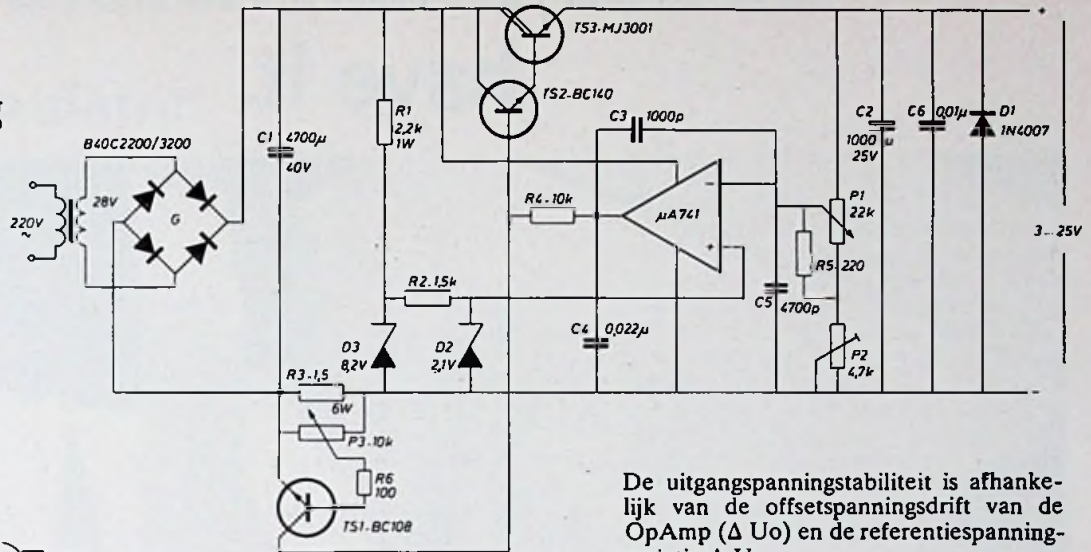 TS3-MJ3001
TS2-BC140
B40C2200/3200
220V
~
28V
G
C1
4700µ
40V
R1
2,2k
1W
C3
1000p
R4-10k
µA741
-
+
R2-1,5k
D3
8,2V
D2
2,1V
C4
0,022µ
C5
4700p
R5-220
P1
22k
P2
4,7k
C2
1000µ
25V
C6
0,01µ
D1
1N4007
+
3...25V
-
R3-1,5
6W
P3-10k
R6
100
TS1-BC108
De uitgangspanningstabiliteit is afhanke-
lijk van de offsetspanningsdrift van de
OpAmp (Δ Uo) en de referentiespanning-